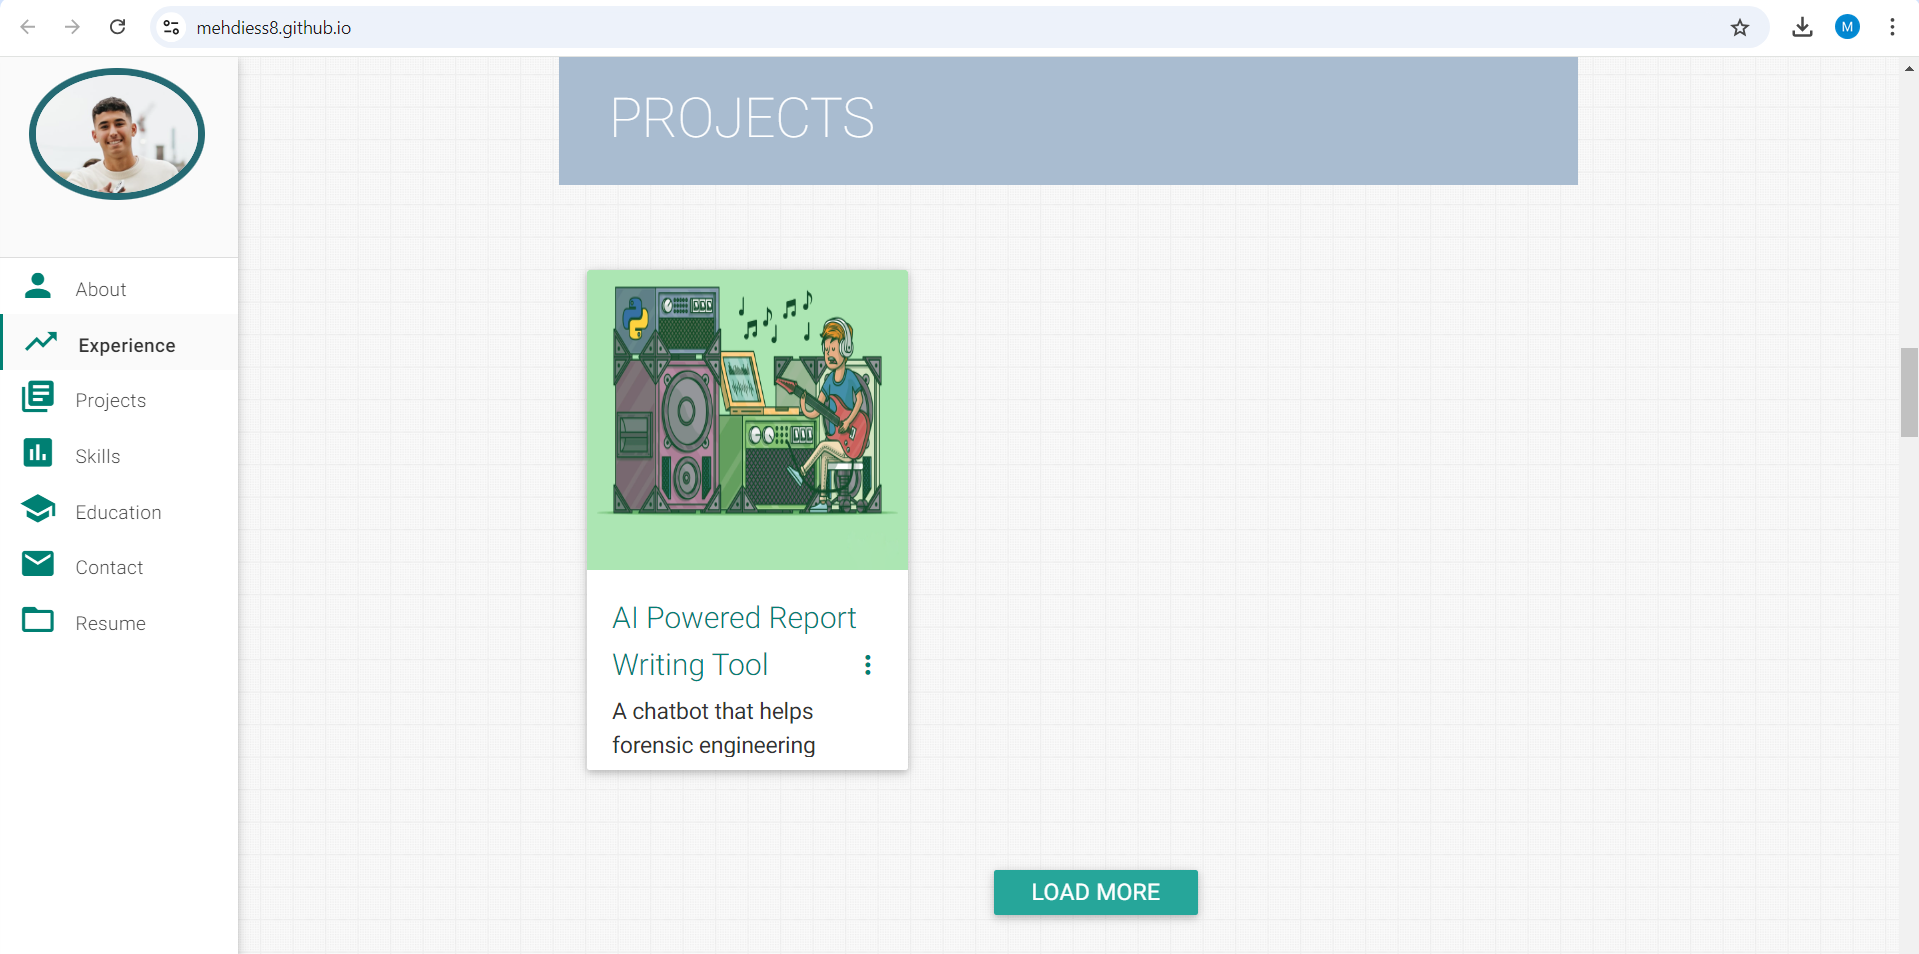 mehdiess8.github.io
M
PROJECTS
About
Experience
Projects
Skills
Education
Contact
Resume
AI Powered Report
Writing Tool
A chatbot that helps
forensic engineering
LOAD MORE